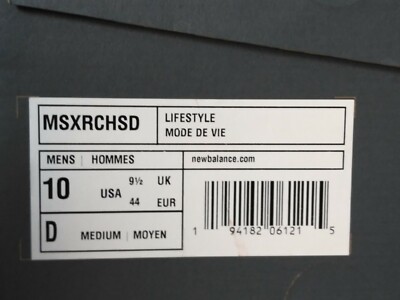 MSXRCHSD
LIFESTYLE
MODE DE VIE
MENS | HOMMES
newbalance.com
10 USA 9½ UK
44 EUR
D MEDIUM | MOYEN
1 94182 06121 5